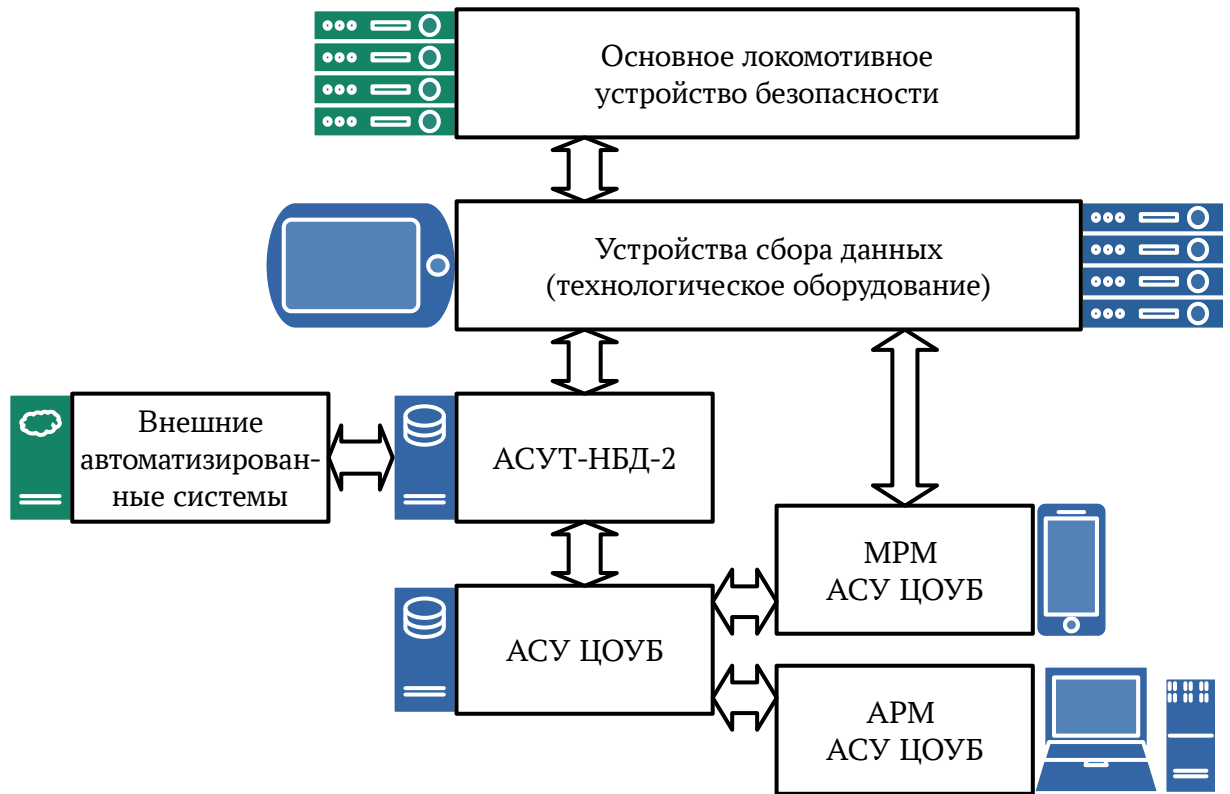 Основное локомотивное
устройство безопасности
Устройства сбора данных
(технологическое оборудование)
Внешние
автоматизирован-
ные системы
АСУТ-НБД-2
МРМ
АСУ ЦОУБ
АСУ ЦОУБ
АРМ
АСУ ЦОУБ